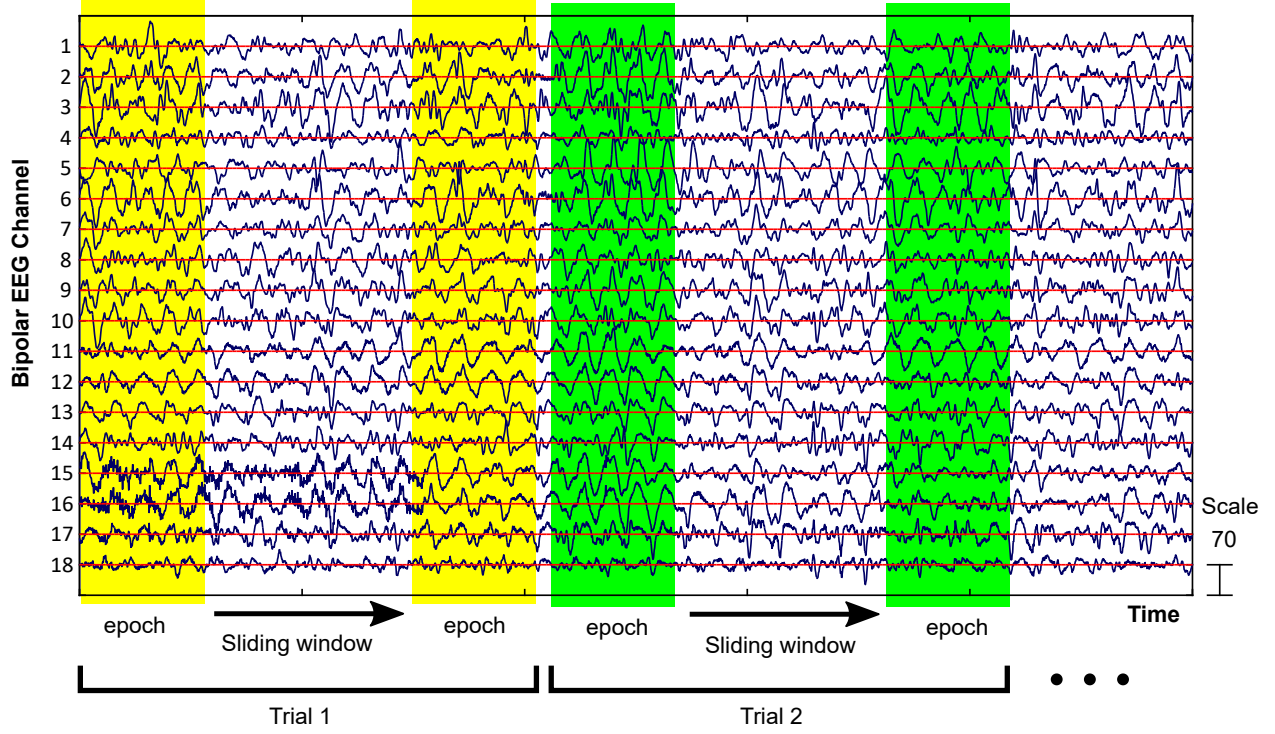 Bipolar EEG Channel
1
2
3
4
5
6
7
8
9
10
11
12
13
14
15
16
17
18
Scale
70
Time
epoch
Sliding window
epoch
epoch
Sliding window
epoch
Trial 1
Trial 2